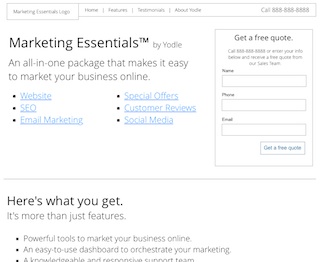 Marketing Essentials Logo
Home | Features | Testimonials | About Yodle
Call 888-888-8888
Marketing Essentials™ by Yodle
An all-in-one package that makes it easy
to market your business online.
• Website
• SEO
• Email Marketing
• Special Offers
• Customer Reviews
• Social Media
Get a free quote.
Call 888-888-8888 or enter your info
below and receive a free quote from
our Sales Team.
Name
Phone
Email
Get a free quote
Here's what you get.
It's more than just features.
• Powerful tools to market your business online.
• An easy-to-use dashboard to orchestrate your marketing.
• A knowledgeable and responsive support team.